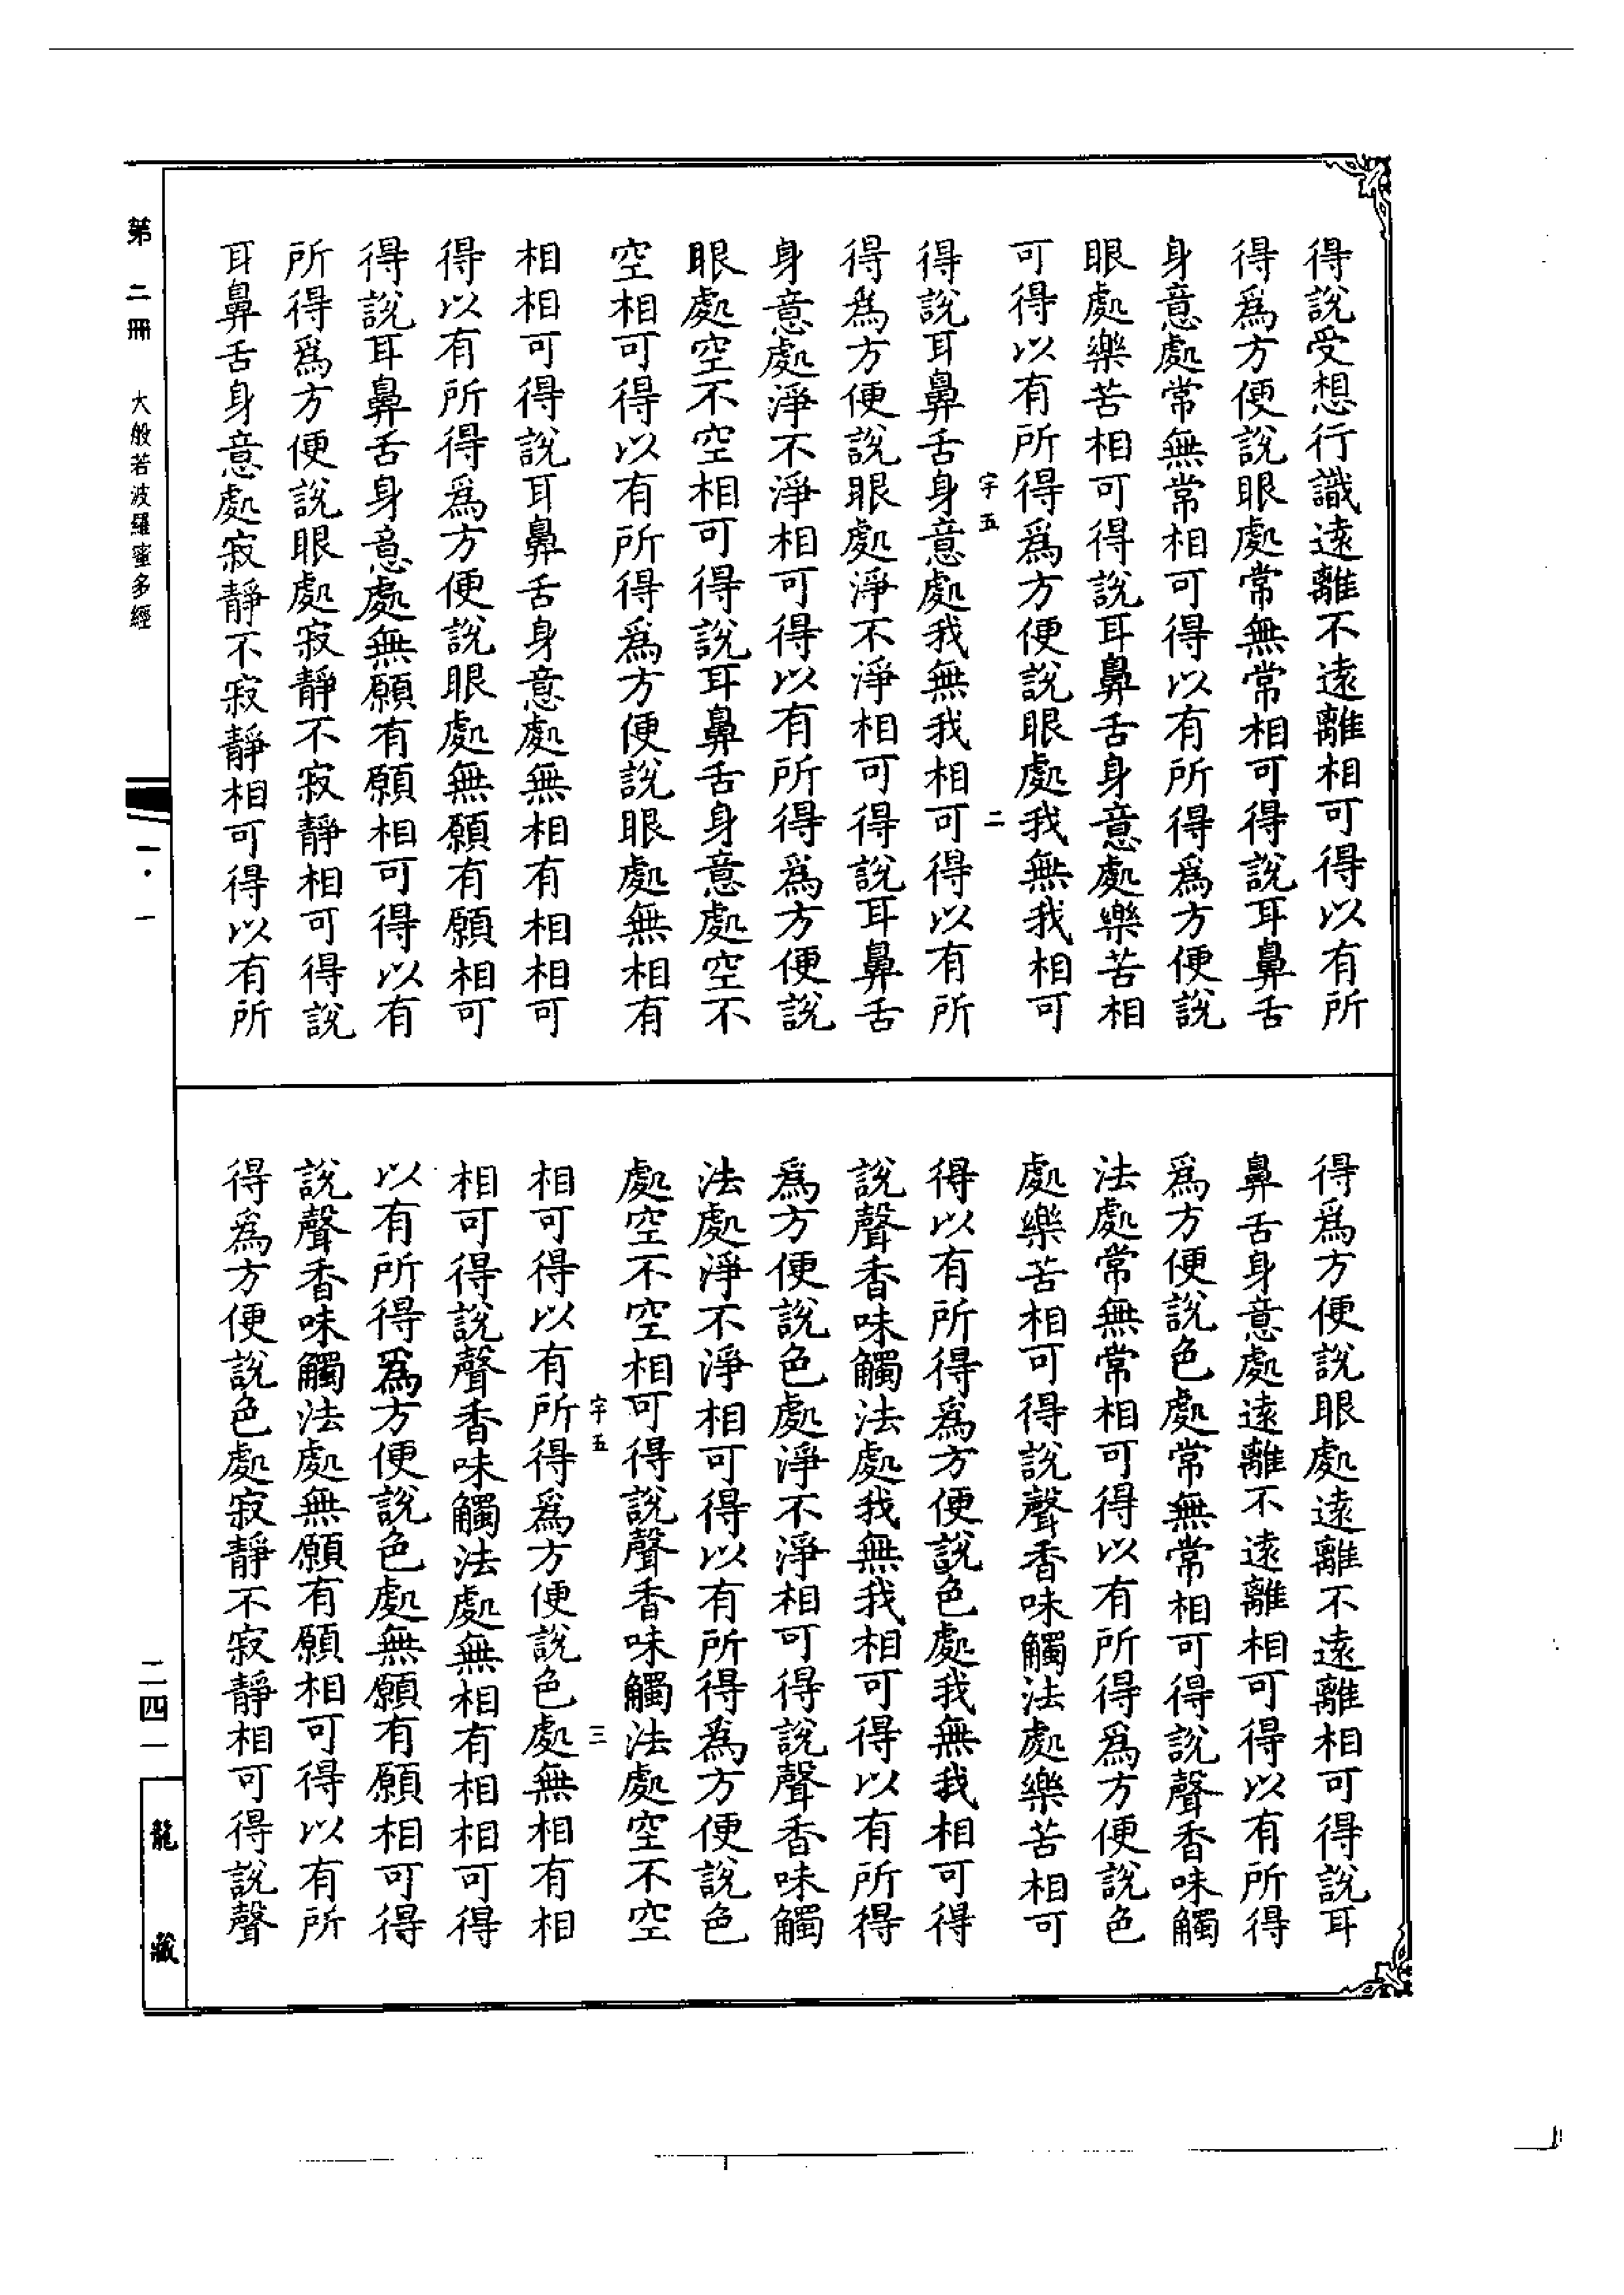 得說受想行識遠離不遠離相可得以有所
得為方便說眼處常無常相可得說耳鼻舌
身意處常無常相可得以有所得為方便說
眼處樂苦相可得說耳鼻舌身意處樂苦相
可得以有所得為方便說眼處我無我相可
字五 二
得說耳鼻舌身意處我無我相可得以有所
得為方便說眼處淨不淨相可得說耳鼻舌
身意處淨不淨相可得以有所得為方便說
眼處空不空相可得說耳鼻舌身意處空不
空相可得以有所得為方便說眼處無相有
相相可得說耳鼻舌身意處無相有相相可
得以有所得為方便說眼處無願有願相可
得說耳鼻舌身意處無願有願相可得以有
所得為方便說眼處寂靜不寂靜相可得說
耳鼻舌身意處寂靜不寂靜相可得以有所
得為方便說眼處遠離不遠離相可得說耳
鼻舌身意處遠離不遠離相可得以有所得
為方便說色處常無常相可得說聲香味觸
法處常無常相可得以有所得為方便說色
處樂苦相可得說聲香味觸法處樂苦相可
得以有所得為方便說色處我無我相可得
說聲香味觸法處我無我相可得以有所得
為方便說色處淨不淨相可得說聲香味觸
法處淨不淨相可得以有所得為方便說色
處空不空相可得說聲香味觸法處空不空
字五 三
相可得以有所得為方便說色處無相有相
相可得說聲香味觸法處無相有相相可得
以有所得為方便說色處無願有願相可得
說聲香味觸法處無願有願相可得以有所
得為方便說色處寂靜不寂靜相可得說聲
第二冊 大般若波羅蜜多經
一·一
二四一
龍藏